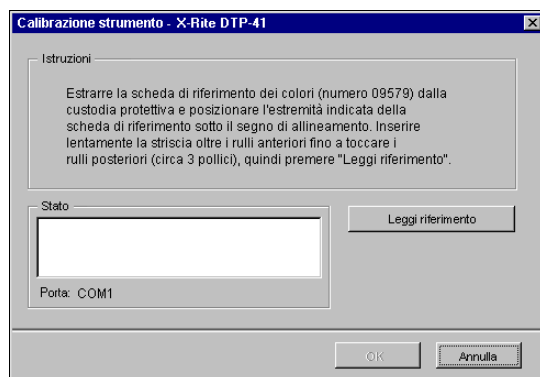 Calibrazione strumento - X-Rite DTP-41
Istruzioni
Estrarre la scheda di riferimento dei colori (numero 09579) dalla
custodia protettiva e posizionare l'estremità indicata della
scheda di riferimento sotto il segno di allineamento. Inserire
lentamente la striscia oltre i rulli anteriori fino a toccare i
rulli posteriori (circa 3 pollici), quindi premere "Leggi riferimento".
Stato
Leggi riferimento
Porta: COM1
OK
Annulla